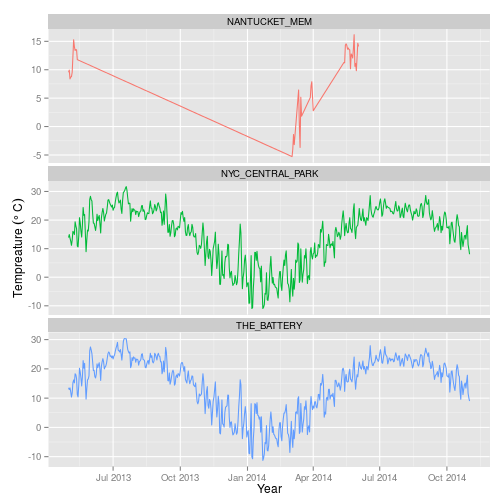 NANTUCKET_MEM
15
10
5
0
-5
NYC_CENTRAL_PARK
30
20
10
0
-10
THE_BATTERY
30
20
10
0
-10
Tempreature (° C)
Jul 2013 Oct 2013 Jan 2014 Apr 2014 Jul 2014 Oct 2014
Year